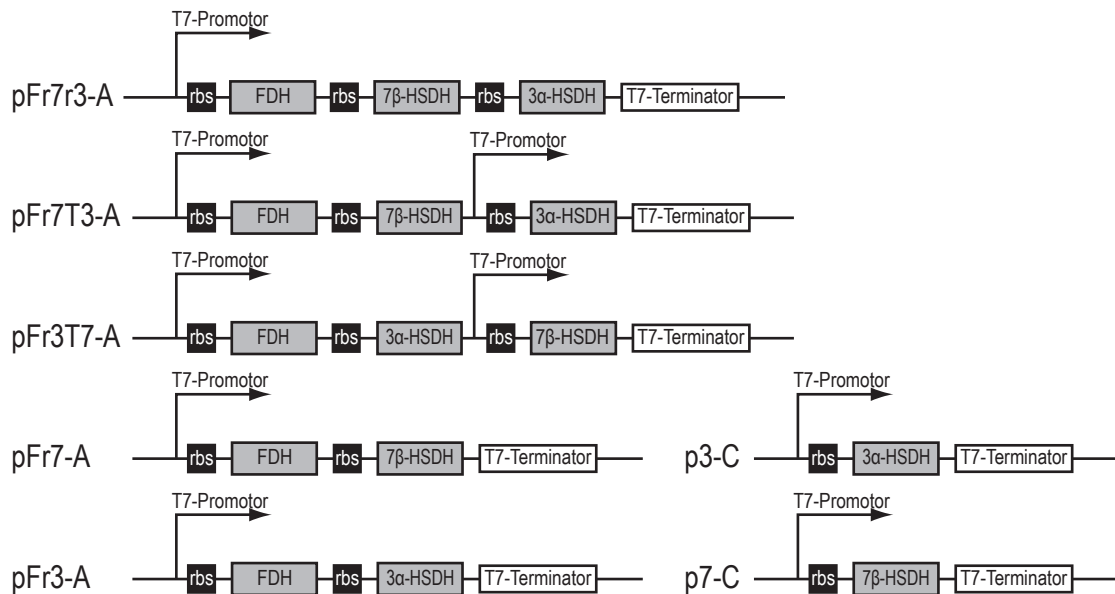 T7-Promotor
pFr7r3-A rbs FDH rbs 7β-HSDH rbs 3α-HSDH T7-Terminator
T7-Promotor T7-Promotor
pFr7T3-A rbs FDH rbs 7β-HSDH rbs 3α-HSDH T7-Terminator
T7-Promotor T7-Promotor
pFr3T7-A rbs FDH rbs 3α-HSDH rbs 7β-HSDH T7-Terminator
T7-Promotor T7-Promotor
pFr7-A rbs FDH rbs 7β-HSDH T7-Terminator p3-C rbs 3α-HSDH T7-Terminator
T7-Promotor T7-Promotor
pFr3-A rbs FDH rbs 3α-HSDH T7-Terminator p7-C rbs 7β-HSDH T7-Terminator